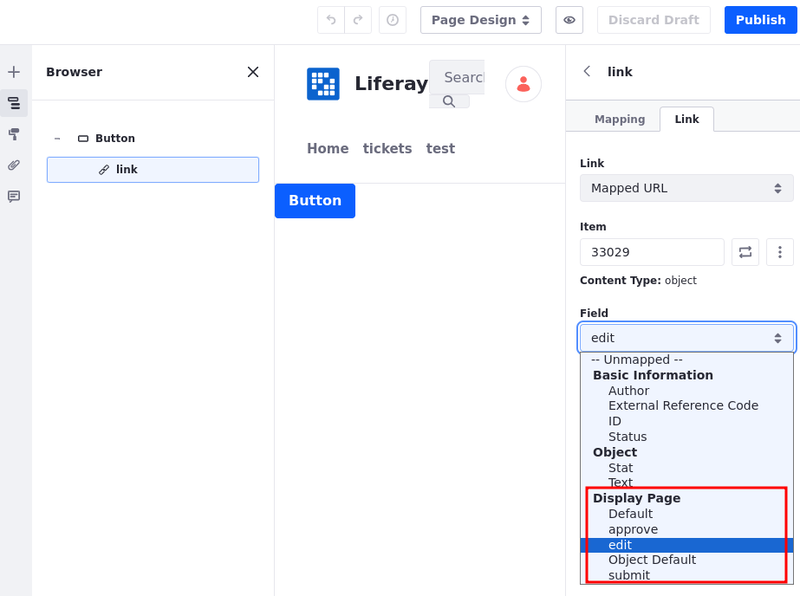 Page Design
Discard Draft
Publish
Browser
Button
link
Liferay
Searc
Home
tickets
test
Button
link
Mapping
Link
Link
Mapped URL
Item
33029
Content Type: object
Field
edit
-- Unmapped --
Basic Information
Author
External Reference Code
ID
Status
Object
Stat
Text
Display Page
Default
approve
edit
Object Default
submit